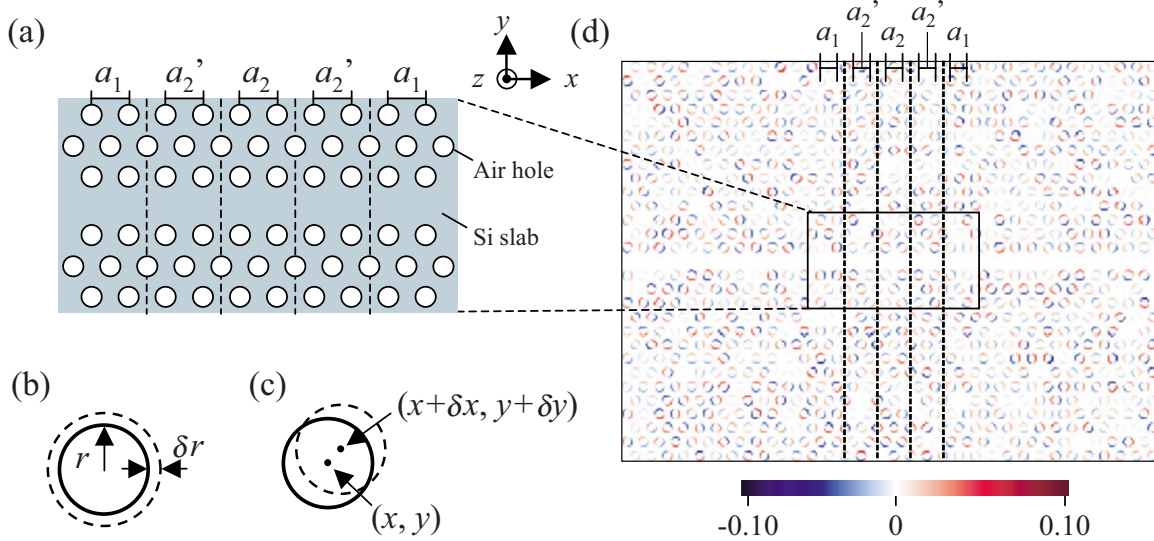 (a)
y
z
x
a₁ a₂’ a₂ a₂’ a₁
Air hole
Si slab
(b)
r
δr
(c)
(x+δx, y+δy)
(x, y)
(d)
a₁ a₂’ a₂ a₂’ a₁
-0.10 0 0.10